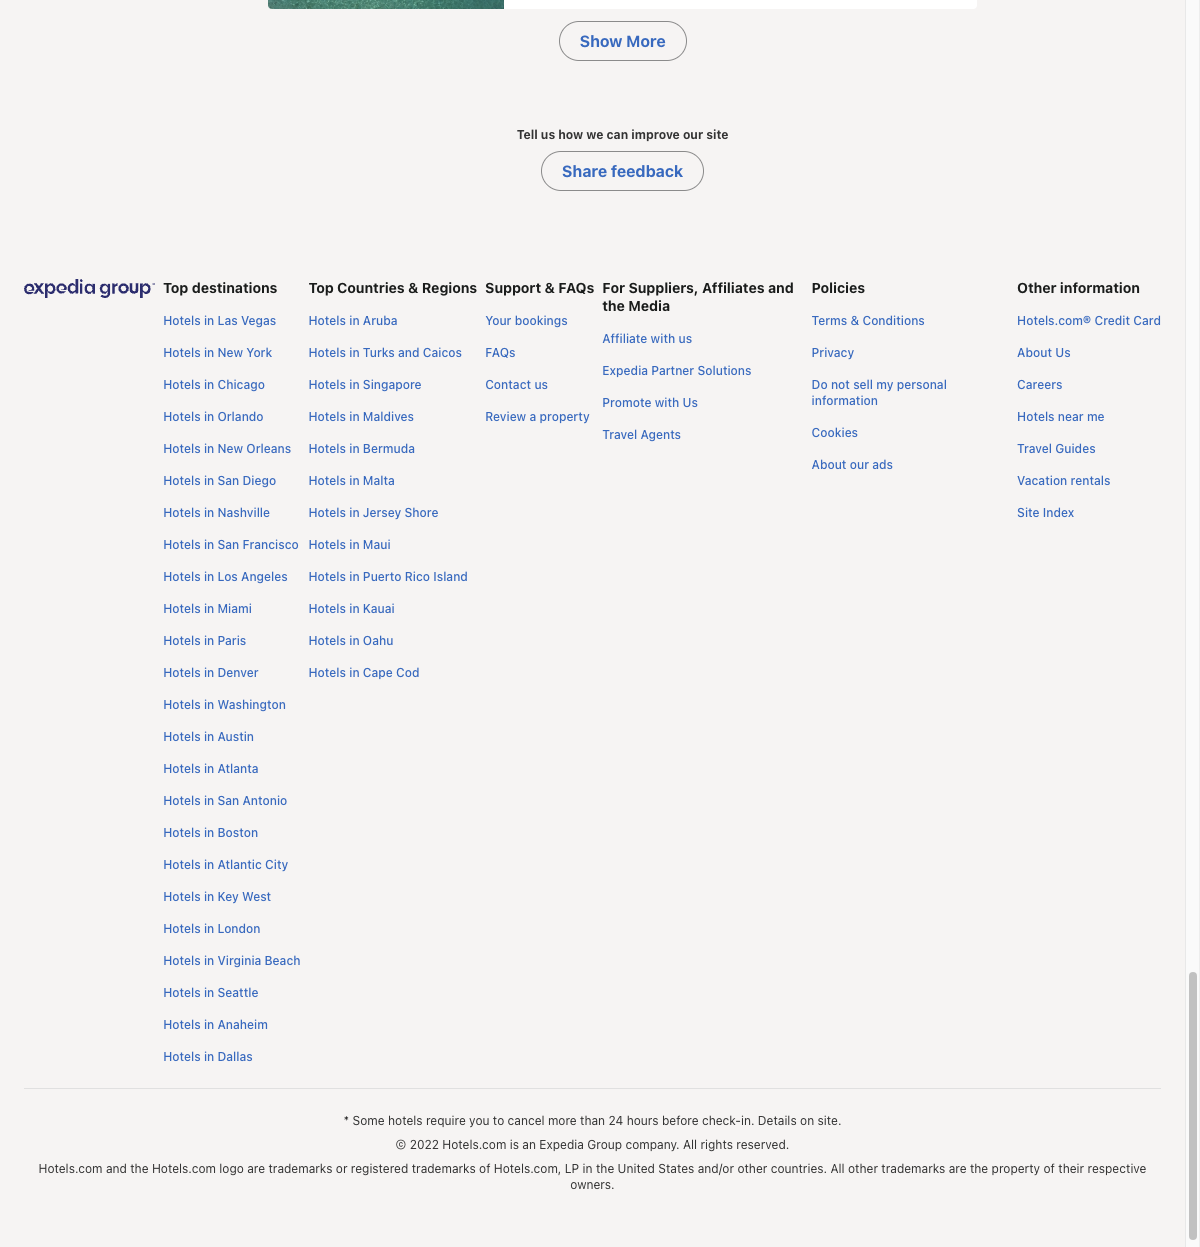 Show More
Tell us how we can improve our site
Share feedback
expedia group
Top destinations
Hotels in Las Vegas
Hotels in New York
Hotels in Chicago
Hotels in Orlando
Hotels in New Orleans
Hotels in San Diego
Hotels in Nashville
Hotels in San Francisco
Hotels in Los Angeles
Hotels in Miami
Hotels in Paris
Hotels in Denver
Hotels in Washington
Hotels in Austin
Hotels in Atlanta
Hotels in San Antonio
Hotels in Boston
Hotels in Atlantic City
Hotels in Key West
Hotels in London
Hotels in Virginia Beach
Hotels in Seattle
Hotels in Anaheim
Hotels in Dallas
Top Countries & Regions
Hotels in Aruba
Hotels in Turks and Caicos
Hotels in Singapore
Hotels in Maldives
Hotels in Bermuda
Hotels in Malta
Hotels in Jersey Shore
Hotels in Maui
Hotels in Puerto Rico Island
Hotels in Kauai
Hotels in Oahu
Hotels in Cape Cod
Support & FAQs
Your bookings
FAQs
Contact us
Review a property
For Suppliers, Affiliates and
the Media
Affiliate with us
Expedia Partner Solutions
Promote with Us
Travel Agents
Policies
Terms & Conditions
Privacy
Do not sell my personal
information
Cookies
About our ads
Other information
Hotels.com® Credit Card
About Us
Careers
Hotels near me
Travel Guides
Vacation rentals
Site Index
* Some hotels require you to cancel more than 24 hours before check-in. Details on site.
© 2022 Hotels.com is an Expedia Group company. All rights reserved.
Hotels.com and the Hotels.com logo are trademarks or registered trademarks of Hotels.com, LP in the United States and/or other countries. All other trademarks are the property of their respective
owners.